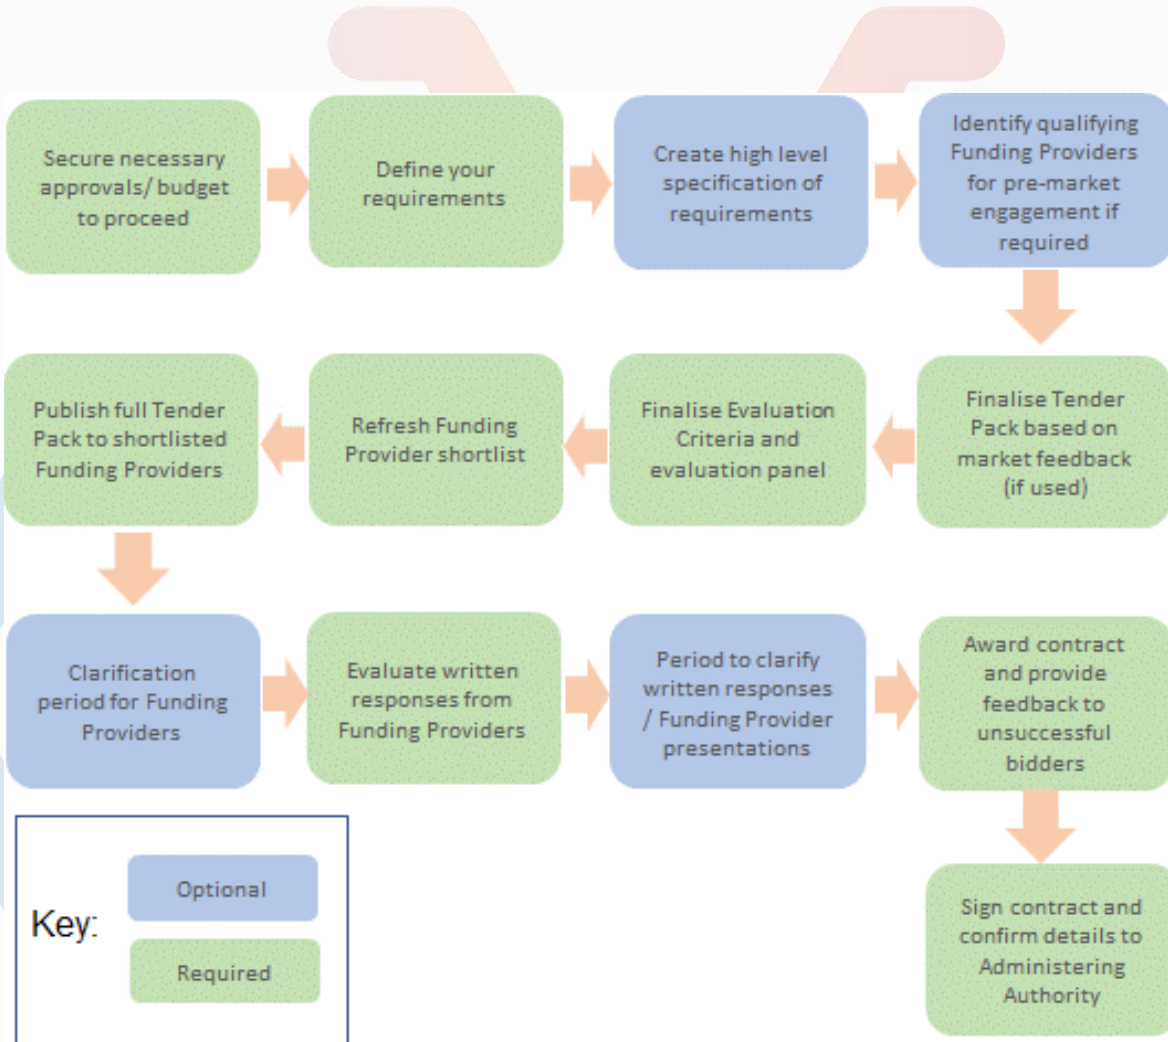 Secure necessary
approvals/ budget
to proceed
Define your
requirements
Create high level
specification of
requirements
Identify qualifying
Funding Providers
for pre-market
engagement if
required
Finalise Tender
Pack based on
market feedback
(if used)
Finalise Evaluation
Criteria and
evaluation panel
Refresh Funding
Provider shortlist
Publish full Tender
Pack to shortlisted
Funding Providers
Clarification
period for Funding
Providers
Evaluate written
responses from
Funding Providers
Period to clarify
written responses
/ Funding Provider
presentations
Award contract
and provide
feedback to
unsuccessful
bidders
Sign contract and
confirm details to
Administering
Authority
Key:
Optional
Required